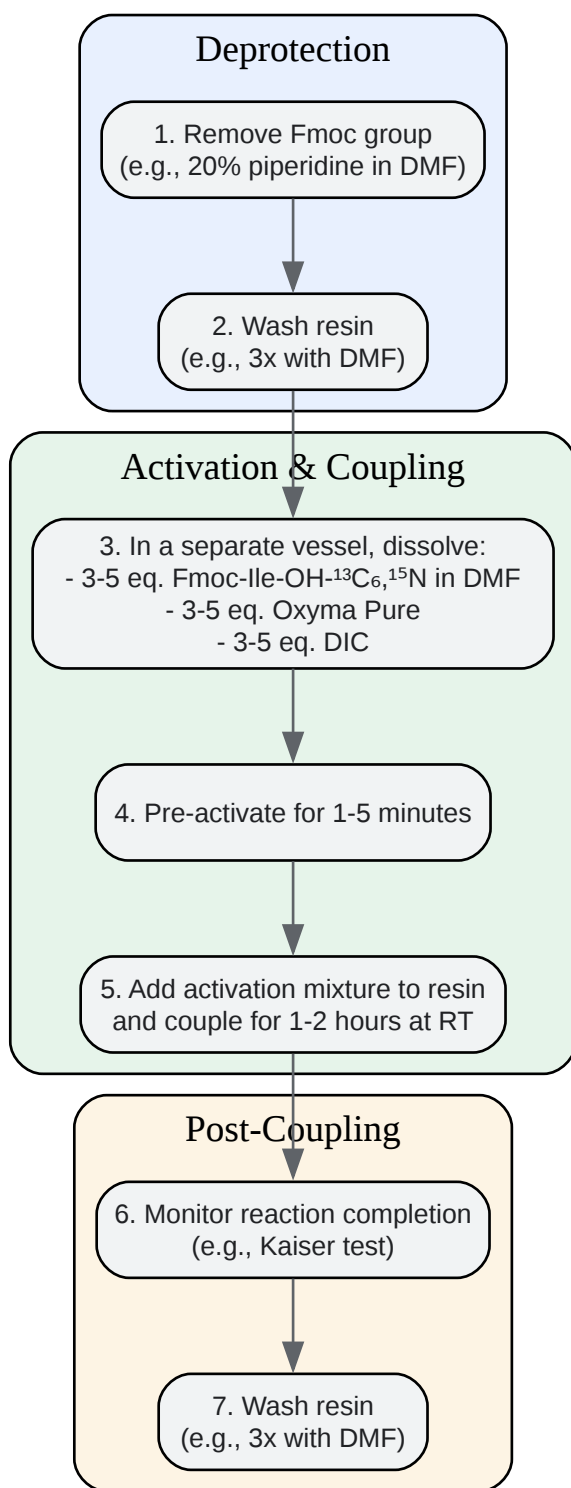 Deprotection
1. Remove Fmoc group
(e.g., 20% piperidine in DMF)
2. Wash resin
(e.g., 3x with DMF)
Activation & Coupling
3. In a separate vessel, dissolve:
- 3-5 eq. Fmoc-Ile-OH-¹³C₆,¹⁵N in DMF
- 3-5 eq. Oxyma Pure
- 3-5 eq. DIC
4. Pre-activate for 1-5 minutes
5. Add activation mixture to resin
and couple for 1-2 hours at RT
Post-Coupling
6. Monitor reaction completion
(e.g., Kaiser test)
7. Wash resin
(e.g., 3x with DMF)